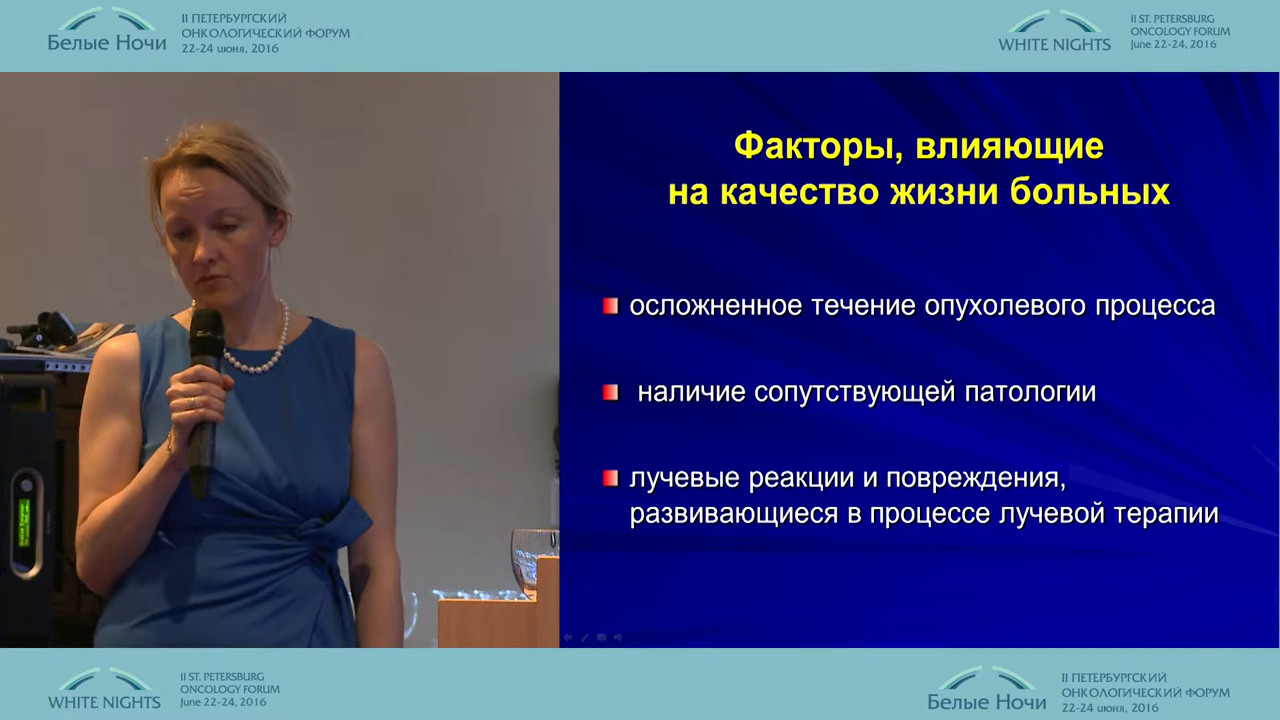 Белые Ночи
II ПЕТЕРБУРГСКИЙ
ОНКОЛОГИЧЕСКИЙ ФОРУМ
22-24 июня, 2016
WHITE NIGHTS
II ST. PETERSBURG
ONCOLOGY FORUM
June 22-24, 2016
Факторы, влияющие
на качество жизни больных
осложненное течение опухолевого процесса
наличие сопутствующей патологии
лучевые реакции и повреждения,
развивающиеся в процессе лучевой терапии
WHITE NIGHTS
II ST. PETERSBURG
ONCOLOGY FORUM
June 22-24, 2016
Белые Ночи
II ПЕТЕРБУРГСКИЙ
ОНКОЛОГИЧЕСКИЙ ФОРУМ
22-24 июня, 2016